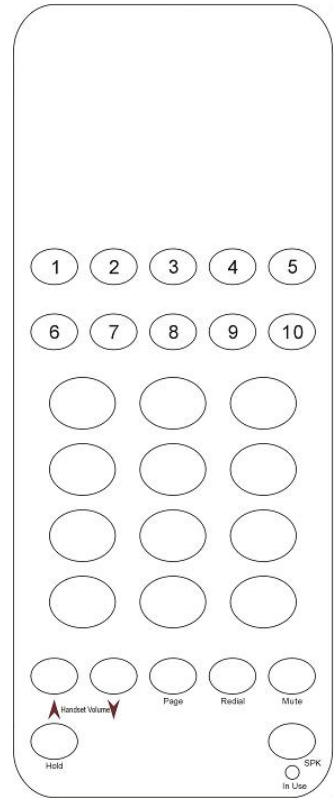 1 2 3 4 5
6 7 8 9 10
Handset Volume Page Redial Mute
Hold SPK
In Use